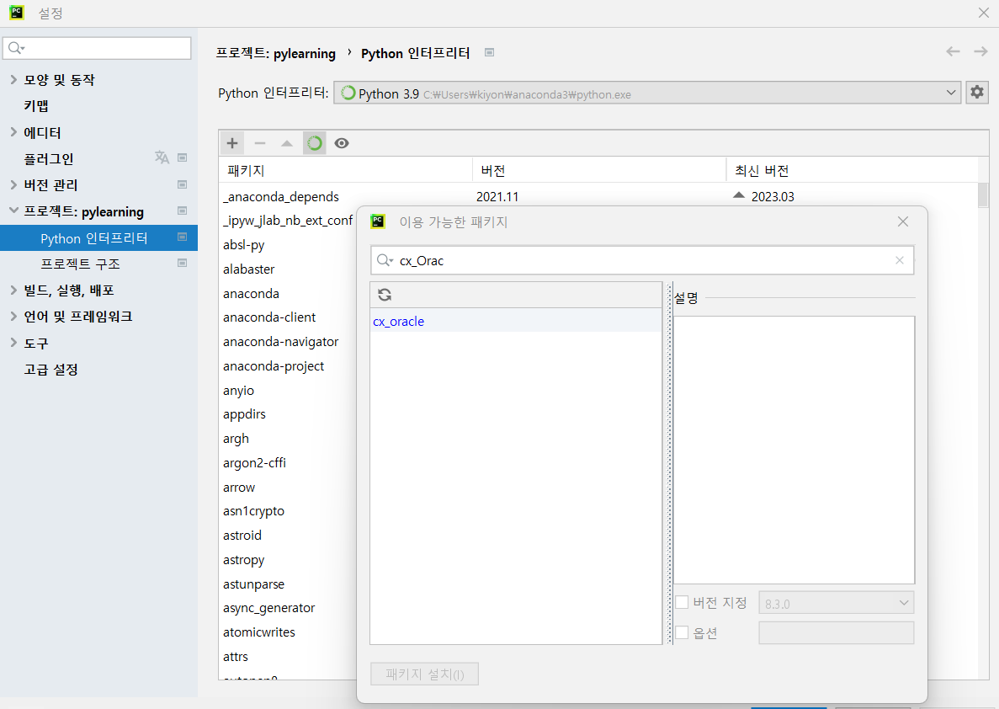 설정
프로젝트: pylearning › Python 인터프리터
모양 및 동작
키맵
에디터
플러그인
버전 관리
프로젝트: pylearning
Python 인터프리터
프로젝트 구조
빌드, 실행, 배포
언어 및 프레임워크
도구
고급 설정
Python 인터프리터: Python 3.9 C:₩Users₩kiyon₩anaconda3₩python.exe
패키지 버전 최신 버전
_anaconda_depends 2021.11 2023.03
_ipyw_jlab_nb_ext_conf
absl-py
alabaster
anaconda
anaconda-client
anaconda-navigator
anaconda-project
anyio
appdirs
argh
argon2-cffi
arrow
asn1crypto
astroid
astropy
astunparse
async_generator
atomicwrites
attrs
이용 가능한 패키지
cx_Orac
cx_oracle
설명
버전 지정 8.3.0
옵션
패키지 설치(I)